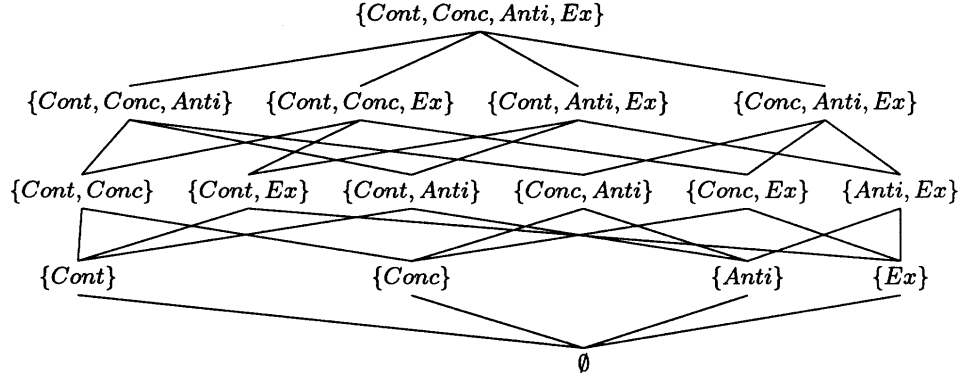 {Cont, Conc, Anti, Ex}
{Cont, Conc, Anti} {Cont, Conc, Ex} {Cont, Anti, Ex} {Conc, Anti, Ex}
{Cont, Conc} {Cont, Ex} {Cont, Anti} {Conc, Anti} {Conc, Ex} {Anti, Ex}
{Cont} {Conc} {Anti} {Ex}
∅